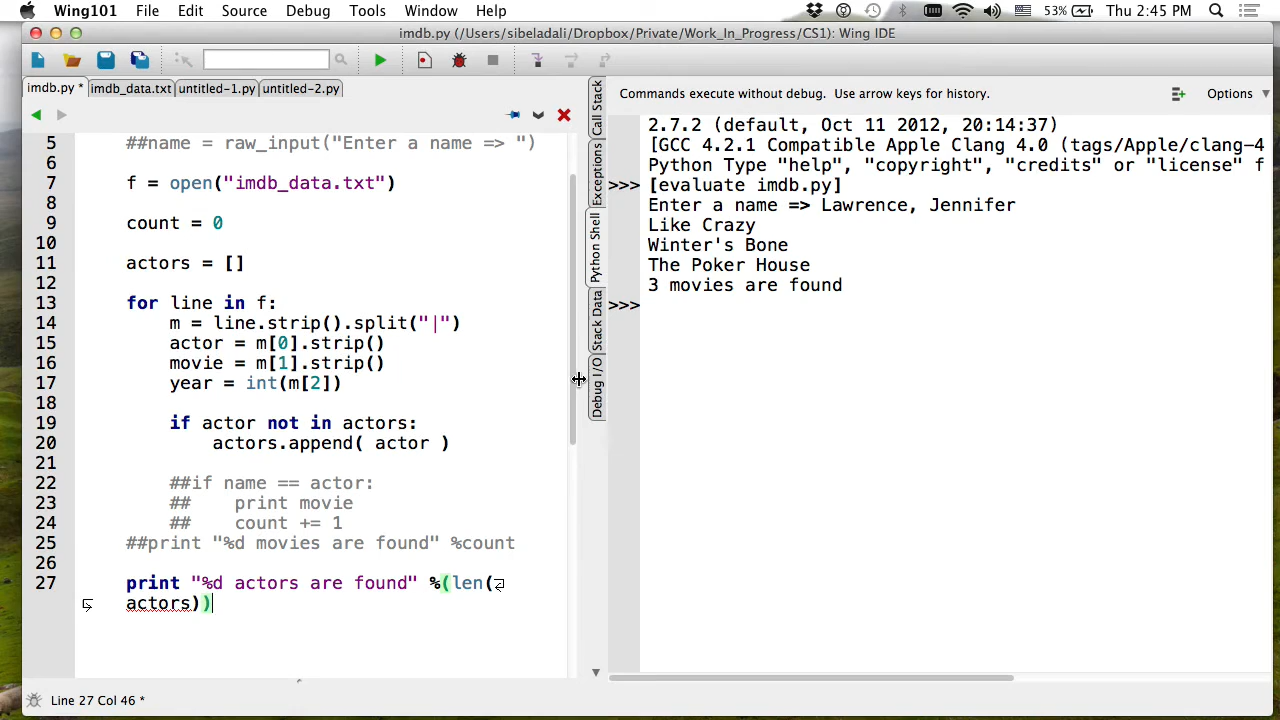 Wing101 File Edit Source Debug Tools Window Help 53% Thu 2:45 PM
imdb.py (/Users/sibeladali/Dropbox/Private/Work_In_Progress/CS1): Wing IDE
imdb.py * imdb_data.txt untitled-1.py untitled-2.py
5 ##name = raw_input("Enter a name => ")
6
7 f = open("imdb_data.txt")
8
9 count = 0
10
11 actors = []
12
13 for line in f:
14 m = line.strip().split("|")
15 actor = m[0].strip()
16 movie = m[1].strip()
17 year = int(m[2])
18
19 if actor not in actors:
20 actors.append( actor )
21
22 ##if name == actor:
23 ## print movie
24 ## count += 1
25 ##print "%d movies are found" %count
26
27 print "%d actors are found" %(len(
actors))
Line 27 Col 46 *
Call Stack
Exceptions
Python Shell
Stack Data
Debug I/O
Commands execute without debug. Use arrow keys for history. Options
2.7.2 (default, Oct 11 2012, 20:14:37)
[GCC 4.2.1 Compatible Apple Clang 4.0 (tags/Apple/clang-4
Python Type "help", "copyright", "credits" or "license" f
>>> [evaluate imdb.py]
Enter a name => Lawrence, Jennifer
Like Crazy
Winter's Bone
The Poker House
3 movies are found
>>>